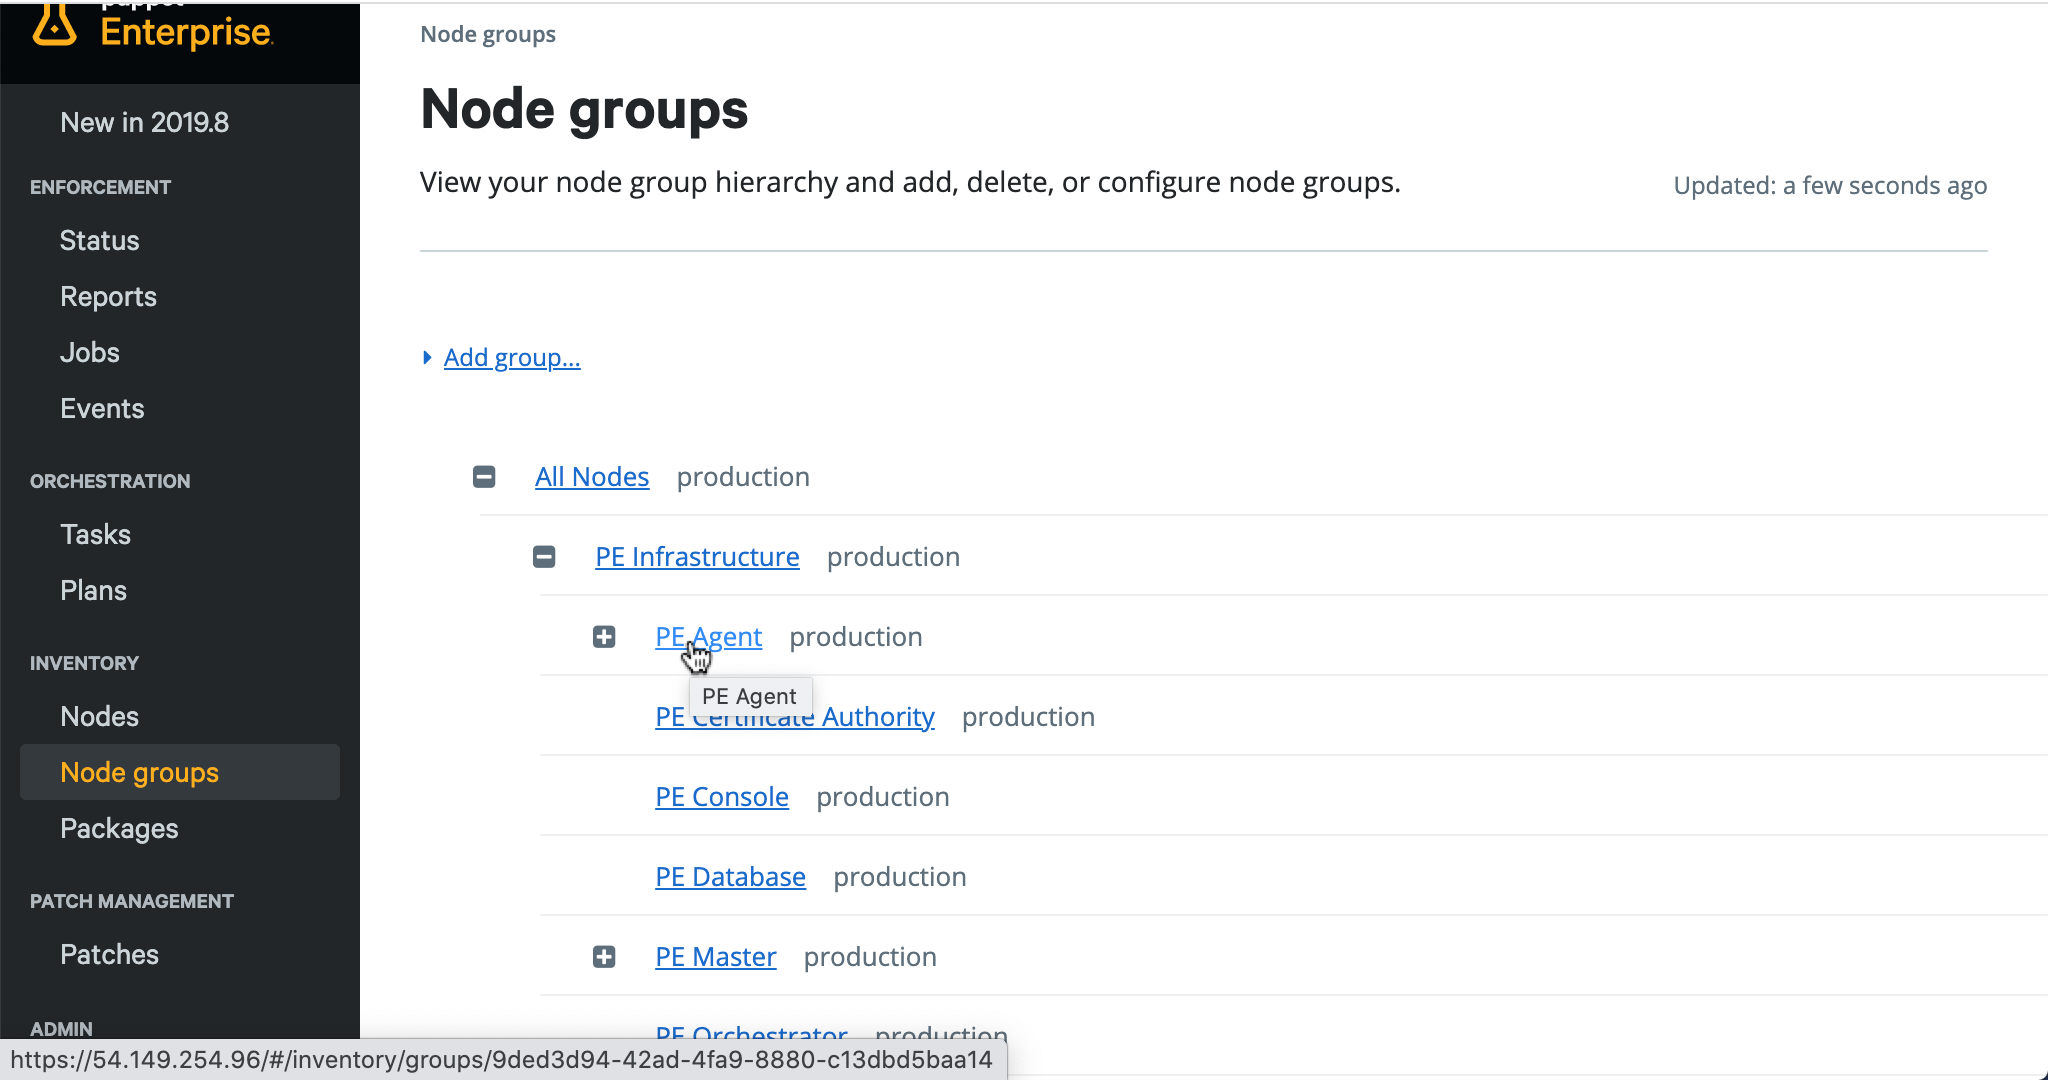 puppet
Enterprise
New in 2019.8
ENFORCEMENT
Status
Reports
Jobs
Events
ORCHESTRATION
Tasks
Plans
INVENTORY
Nodes
Node groups
Packages
PATCH MANAGEMENT
Patches
ADMIN
Node groups
Node groups
View your node group hierarchy and add, delete, or configure node groups.
Updated: a few seconds ago
Add group...
All Nodes production
PE Infrastructure production
PE Agent production
PE Agent
PE Certificate Authority production
PE Console production
PE Database production
PE Master production
PE Orchestrator production
https://54.149.254.96/#/inventory/groups/9ded3d94-42ad-4fa9-8880-c13dbd5baa14